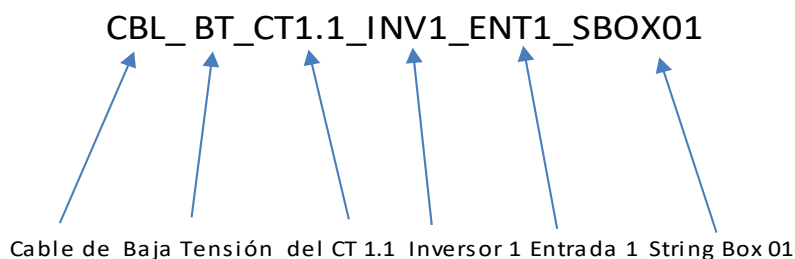 CBL_ BT_CT1.1_INV1_ENT1_SBOX01
Cable de Baja Tensión del CT 1.1 Inversor 1 Entrada 1 String Box 01